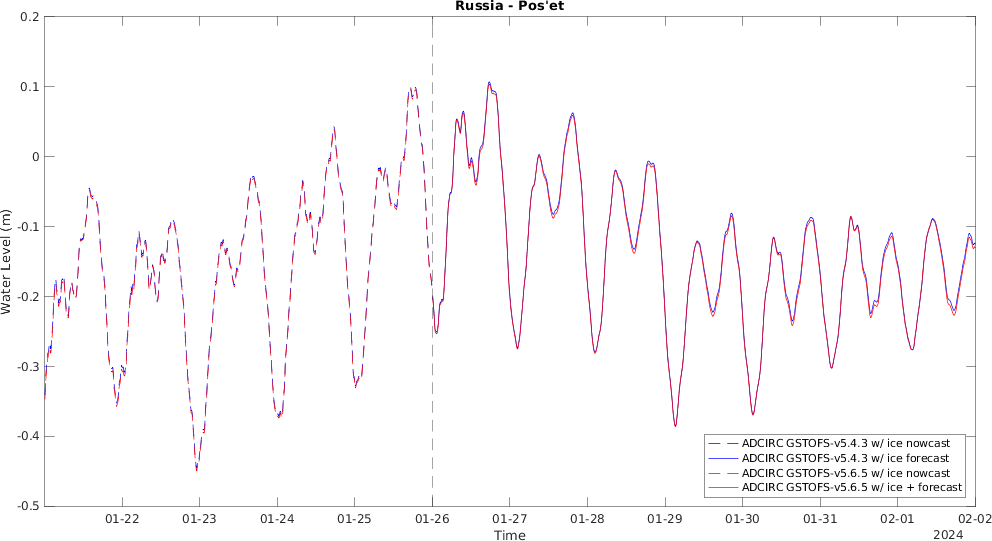 Russia - Pos'et
Water Level (m)
0.2
0.1
0
-0.1
-0.2
-0.3
-0.4
-0.5
ADCIRC GSTOFS-v5.4.3 w/ ice nowcast
ADCIRC GSTOFS-v5.4.3 w/ ice forecast
ADCIRC GSTOFS-v5.6.5 w/ ice nowcast
ADCIRC GSTOFS-v5.6.5 w/ ice + forecast
01-22 01-23 01-24 01-25 01-26 01-27 01-28 01-29 01-30 01-31 02-01 02-02
Time
2024